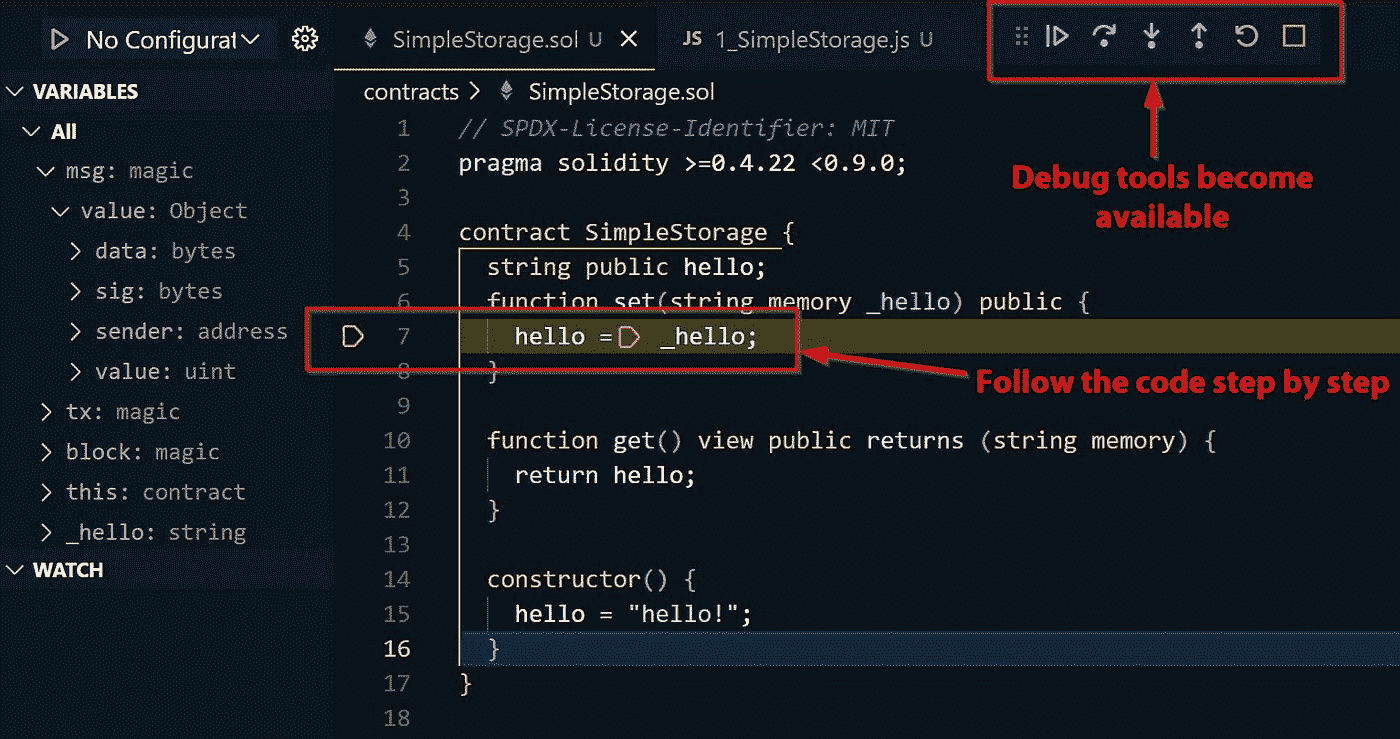 No Configurat
SimpleStorage.sol U
JS 1_SimpleStorage.js U
VARIABLES
All
msg: magic
value: Object
data: bytes
sig: bytes
sender: address
value: uint
tx: magic
block: magic
this: contract
_hello: string
WATCH
contracts > SimpleStorage.sol
1 // SPDX-License-Identifier: MIT
2 pragma solidity >=0.4.22 <0.9.0;
3
4 contract SimpleStorage {
5 string public hello;
6 function set(string memory _hello) public {
7 hello = _hello;
8 }
9
10 function get() view public returns (string memory) {
11 return hello;
12 }
13
14 constructor() {
15 hello = "hello!";
16 }
17 }
18
Debug tools become
available
Follow the code step by step